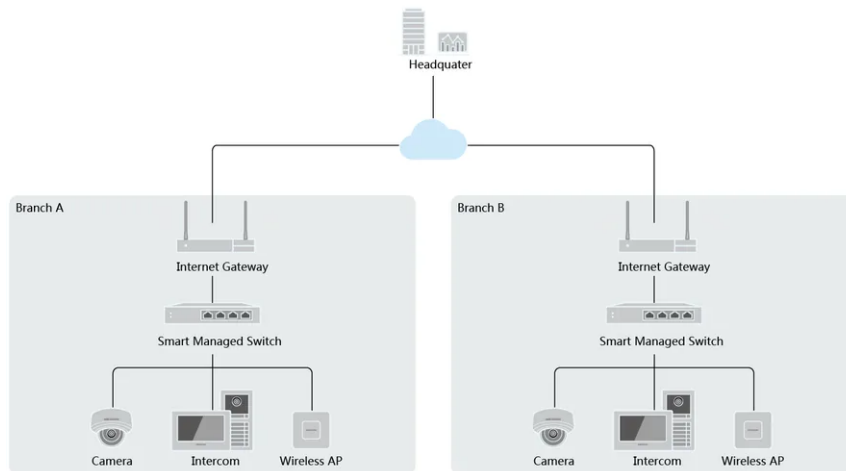 Headquater
Branch A
Branch B
Internet Gateway
Internet Gateway
Smart Managed Switch
Smart Managed Switch
Camera
Intercom
Wireless AP
Camera
Intercom
Wireless AP